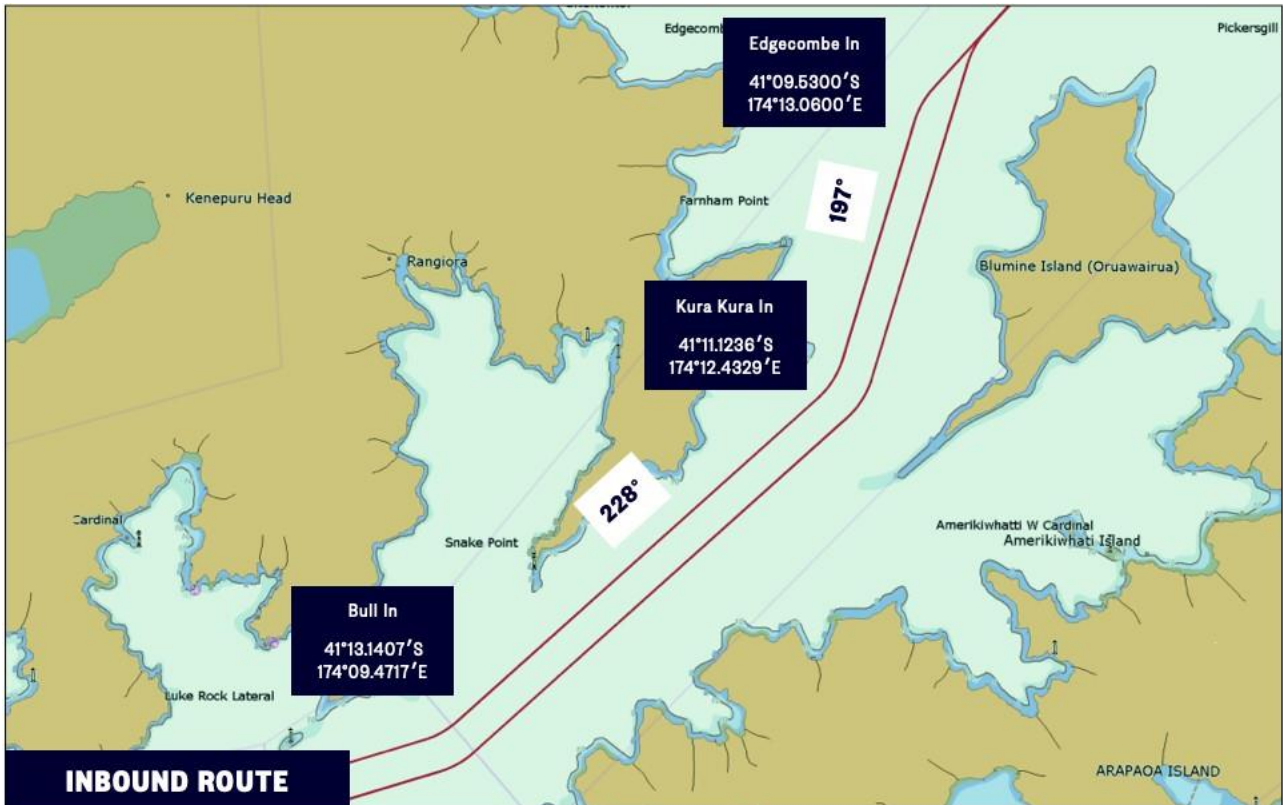 Edgecomb
Pickersgill
Edgecombe In
41°09.5300′S
174°13.0600′E
Kenepuru Head
197°
Farnham Point
Rangiora
Blumine Island (Oruawairua)
Kura Kura In
41°11.1236′S
174°12.4329′E
228°
Cardinal
Snake Point
Amerikiwhatti W Cardinal
Amerikiwhati Island
Bull In
41°13.1407′S
174°09.4717′E
Luke Rock Lateral
INBOUND ROUTE
ARAPAOA ISLAND